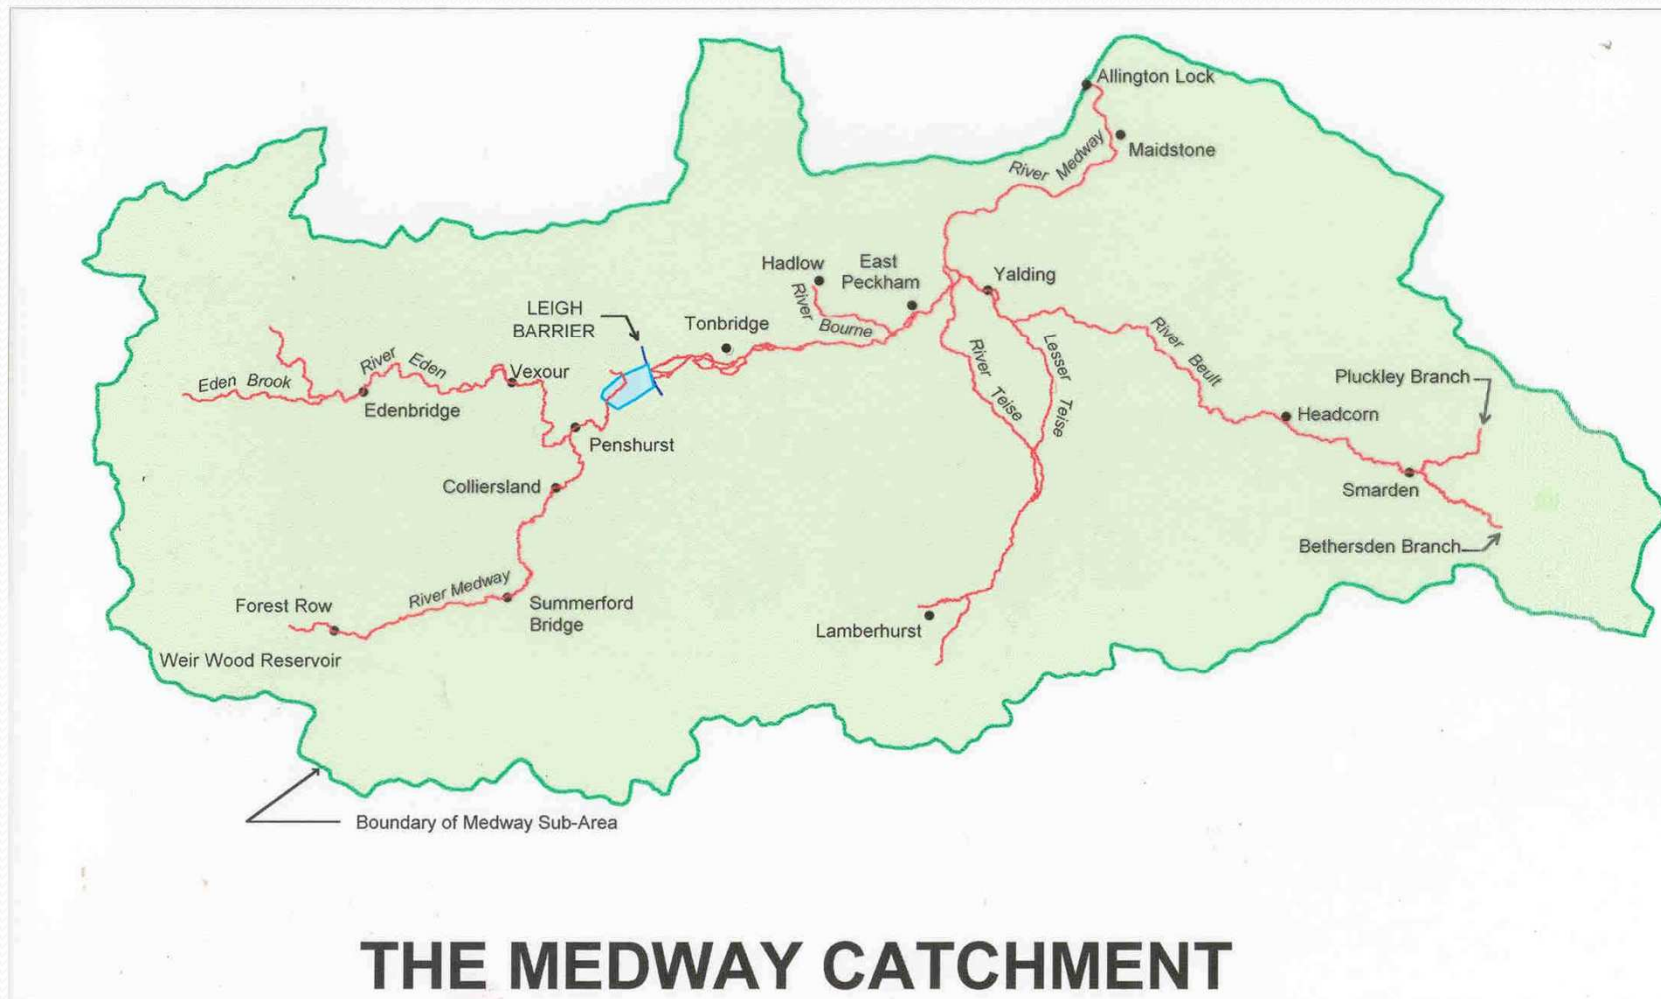 Allington Lock
Maidstone
River Medway
Hadlow
East
Peckham
Yalding
LEIGH
BARRIER
Tonbridge
River Bourne
River Eden
Vexour
Eden Brook
Edenbridge
River Teise
Lesser Teise
River Beult
Pluckley Branch
Headcorn
Penshurst
Colliersland
Smarden
Bethersden Branch
River Medway
Forest Row
Summerford
Bridge
Lamberhurst
Weir Wood Reservoir
Boundary of Medway Sub-Area
THE MEDWAY CATCHMENT